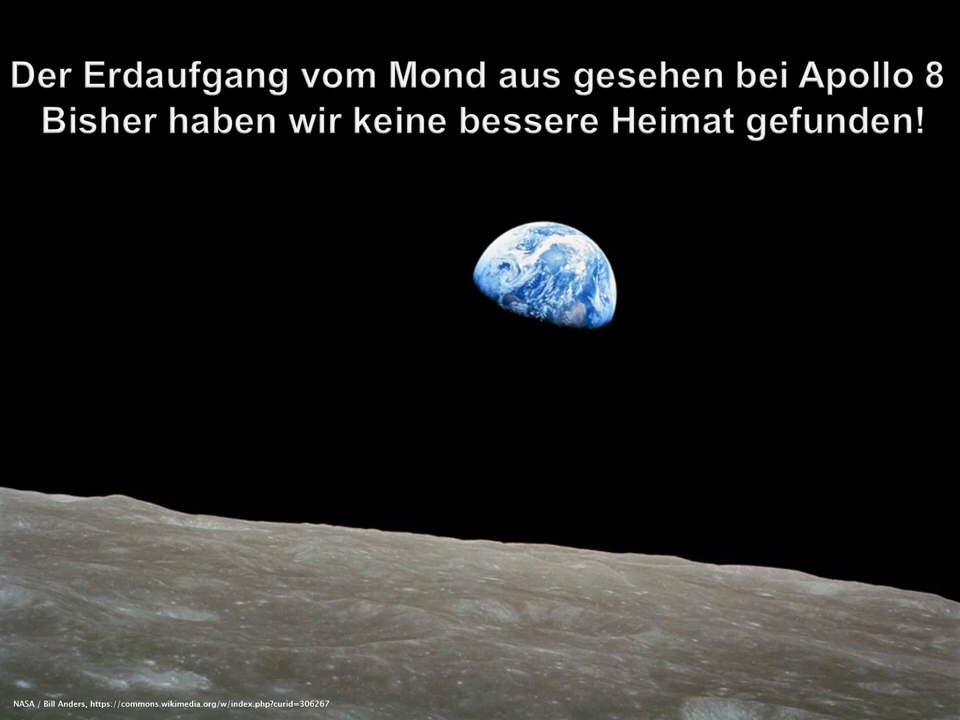 Der Erdaufgang vom Mond aus gesehen bei Apollo 8
Bisher haben wir keine bessere Heimat gefunden!
NASA / Bill Anders, https://commons.wikimedia.org/w/index.php?curid=306267